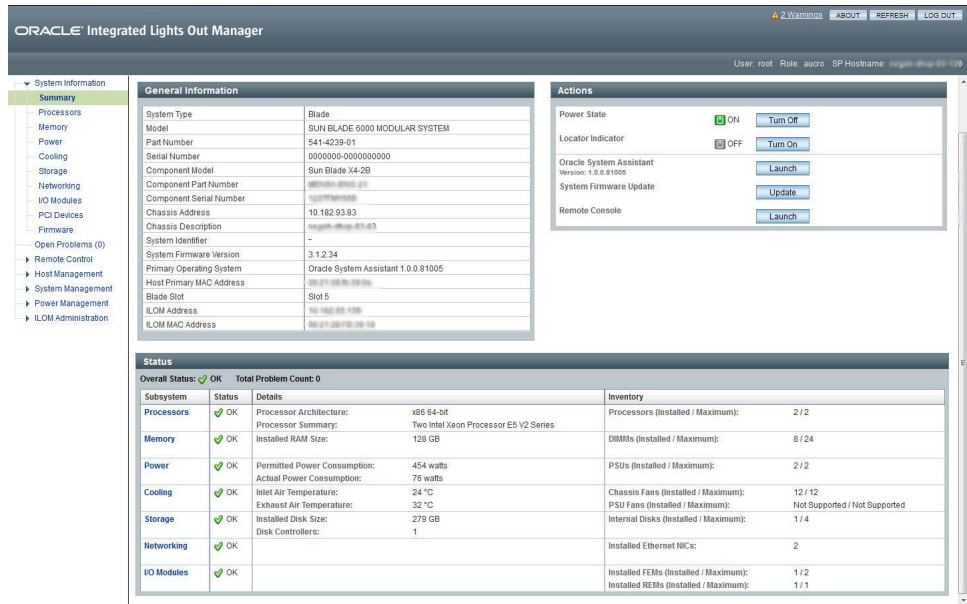 2 Warnings ABOUT REFRESH LOG OUT
ORACLE® Integrated Lights Out Manager
User: root Role: aucro SP Hostname:
System Information
Summary
Processors
Memory
Power
Cooling
Storage
Networking
I/O Modules
PCI Devices
Firmware
Open Problems (0)
Remote Control
Host Management
System Management
Power Management
ILOM Administration
General Information
System Type Blade
Model SUN BLADE 6000 MODULAR SYSTEM
Part Number 541-4239-01
Serial Number 0000000-0000000000
Component Model Sun Blade X4-2B
Component Part Number
Component Serial Number
Chassis Address 10.182.93.83
Chassis Description
System Identifier -
System Firmware Version 3.1.2.34
Primary Operating System Oracle System Assistant 1.0.0.81005
Host Primary MAC Address
Blade Slot Slot 5
ILOM Address
ILOM MAC Address
Actions
Power State ON Turn Off
Locator Indicator OFF Turn On
Oracle System Assistant Launch
Version: 1.0.0.81005
System Firmware Update Update
Remote Console Launch
Status
Overall Status: OK Total Problem Count: 0
Subsystem Status Details Inventory
Processors OK Processor Architecture: x86 64-bit Processors (Installed / Maximum): 2 / 2
Processor Summary: Two Intel Xeon Processor E5 V2 Series
Memory OK Installed RAM Size: 128 GB DIMMs (Installed / Maximum): 8 / 24
Power OK Permitted Power Consumption: 454 watts PSUs (Installed / Maximum): 2 / 2
Actual Power Consumption: 76 watts
Cooling OK Inlet Air Temperature: 24 °C Chassis Fans (Installed / Maximum): 12 / 12
Exhaust Air Temperature: 32 °C PSU Fans (Installed / Maximum): Not Supported / Not Supported
Storage OK Installed Disk Size: 279 GB Internal Disks (Installed / Maximum): 1 / 4
Disk Controllers: 1
Networking OK Installed Ethernet NICs: 2
I/O Modules OK Installed FEMs (Installed / Maximum): 1 / 2
Installed REMs (Installed / Maximum): 1 / 1